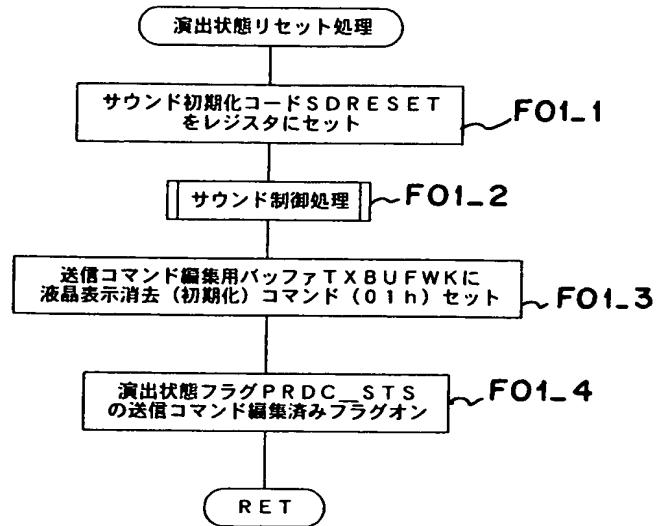 演出状態リセット処理
サウンド初期化コードＳＤＲＥＳＥＴ
をレジスタにセット
F01_1
サウンド制御処理
F01_2
送信コマンド編集用バッファＴＸＢＵＦＷＫに
液晶表示消去（初期化）コマンド（０１ｈ）セット
F01_3
演出状態フラグＰＲＤＣ＿ＳＴＳ
の送信コマンド編集済みフラグオン
F01_4
ＲＥＴ